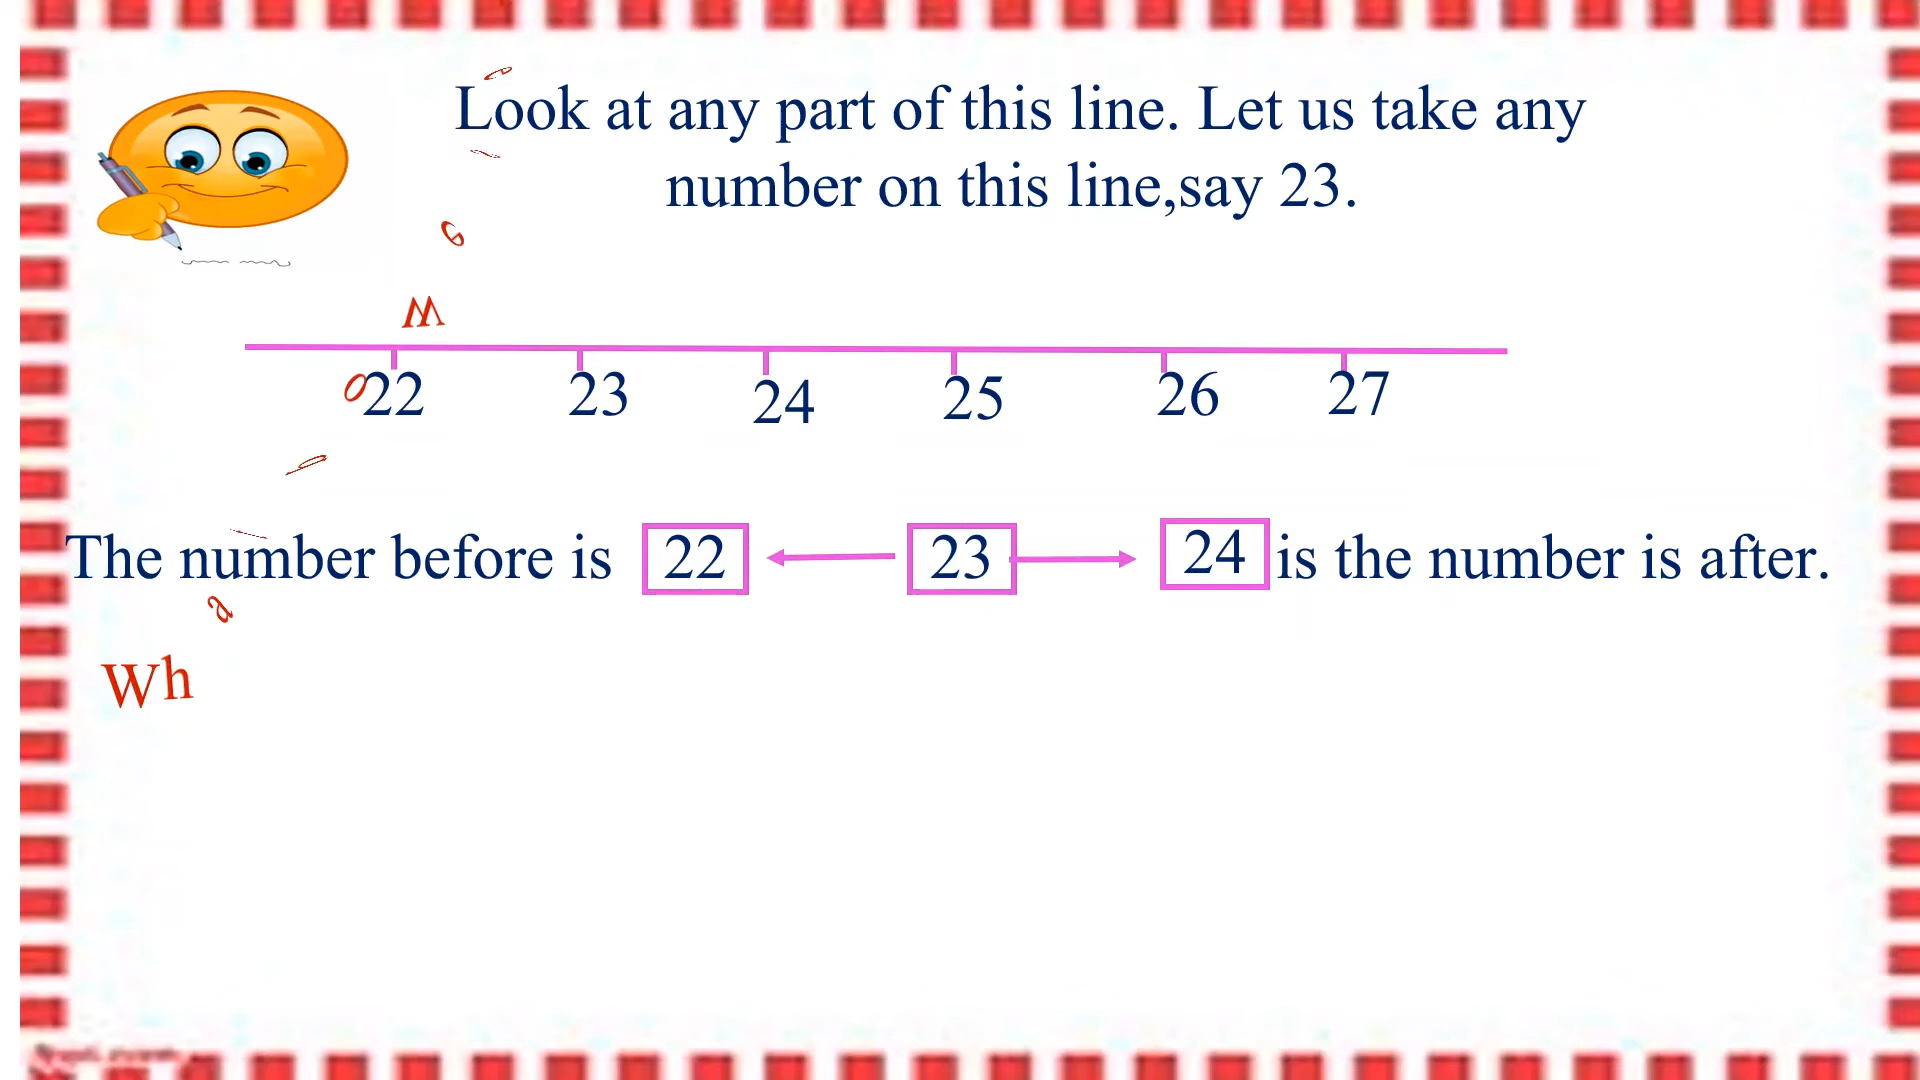 Look at any part of this line. Let us take any
number on this line,say 23.
22 23 24 25 26 27
The number before is 22 23 24 is the number is after.
Wh